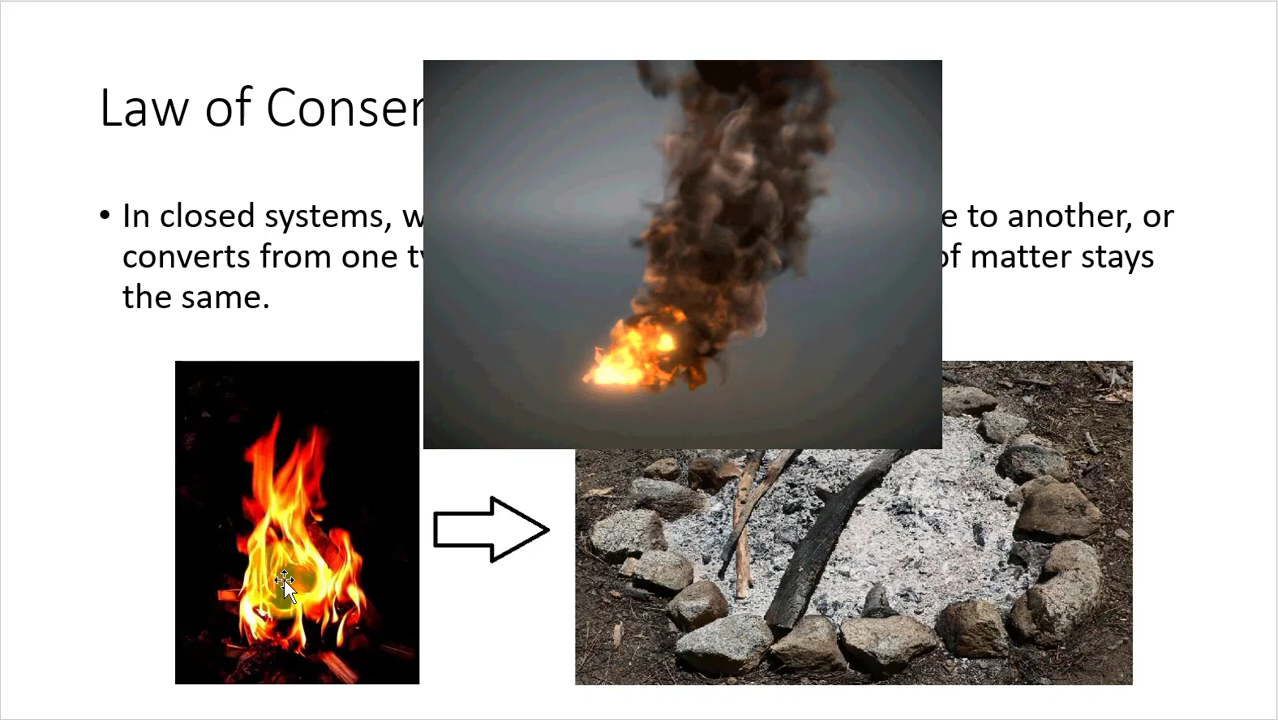 Law of Conser
• In closed systems, w e to another, or
converts from one ty of matter stays
the same.